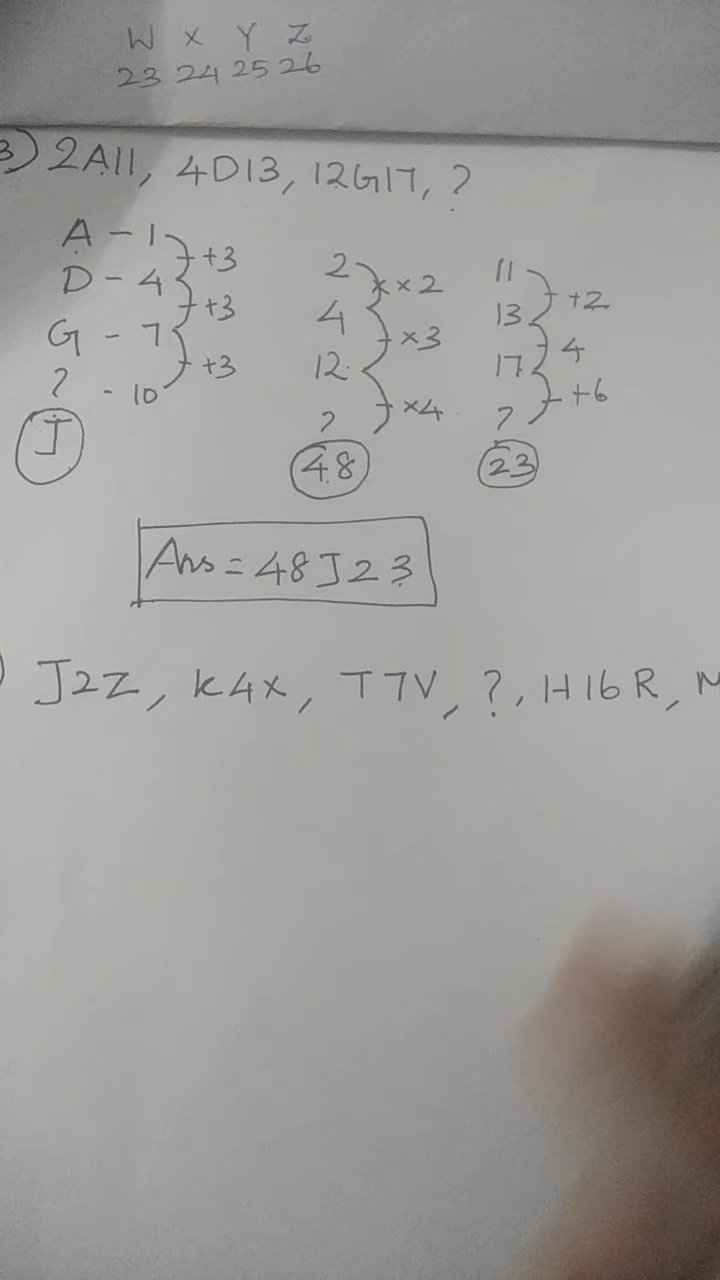 W X Y Z
23 24 25 26
3) 2A11, 4D13, 12G17, ?
A - 1 +3
D - 4 +3
G - 7 +3
? - 10
J
2 ×2
4 ×3
12 ×4
?
48
11 +2
13 4
17 +6
?
23
Ans = 48J23
) J2Z, K4X, T7V, ?, H16R,